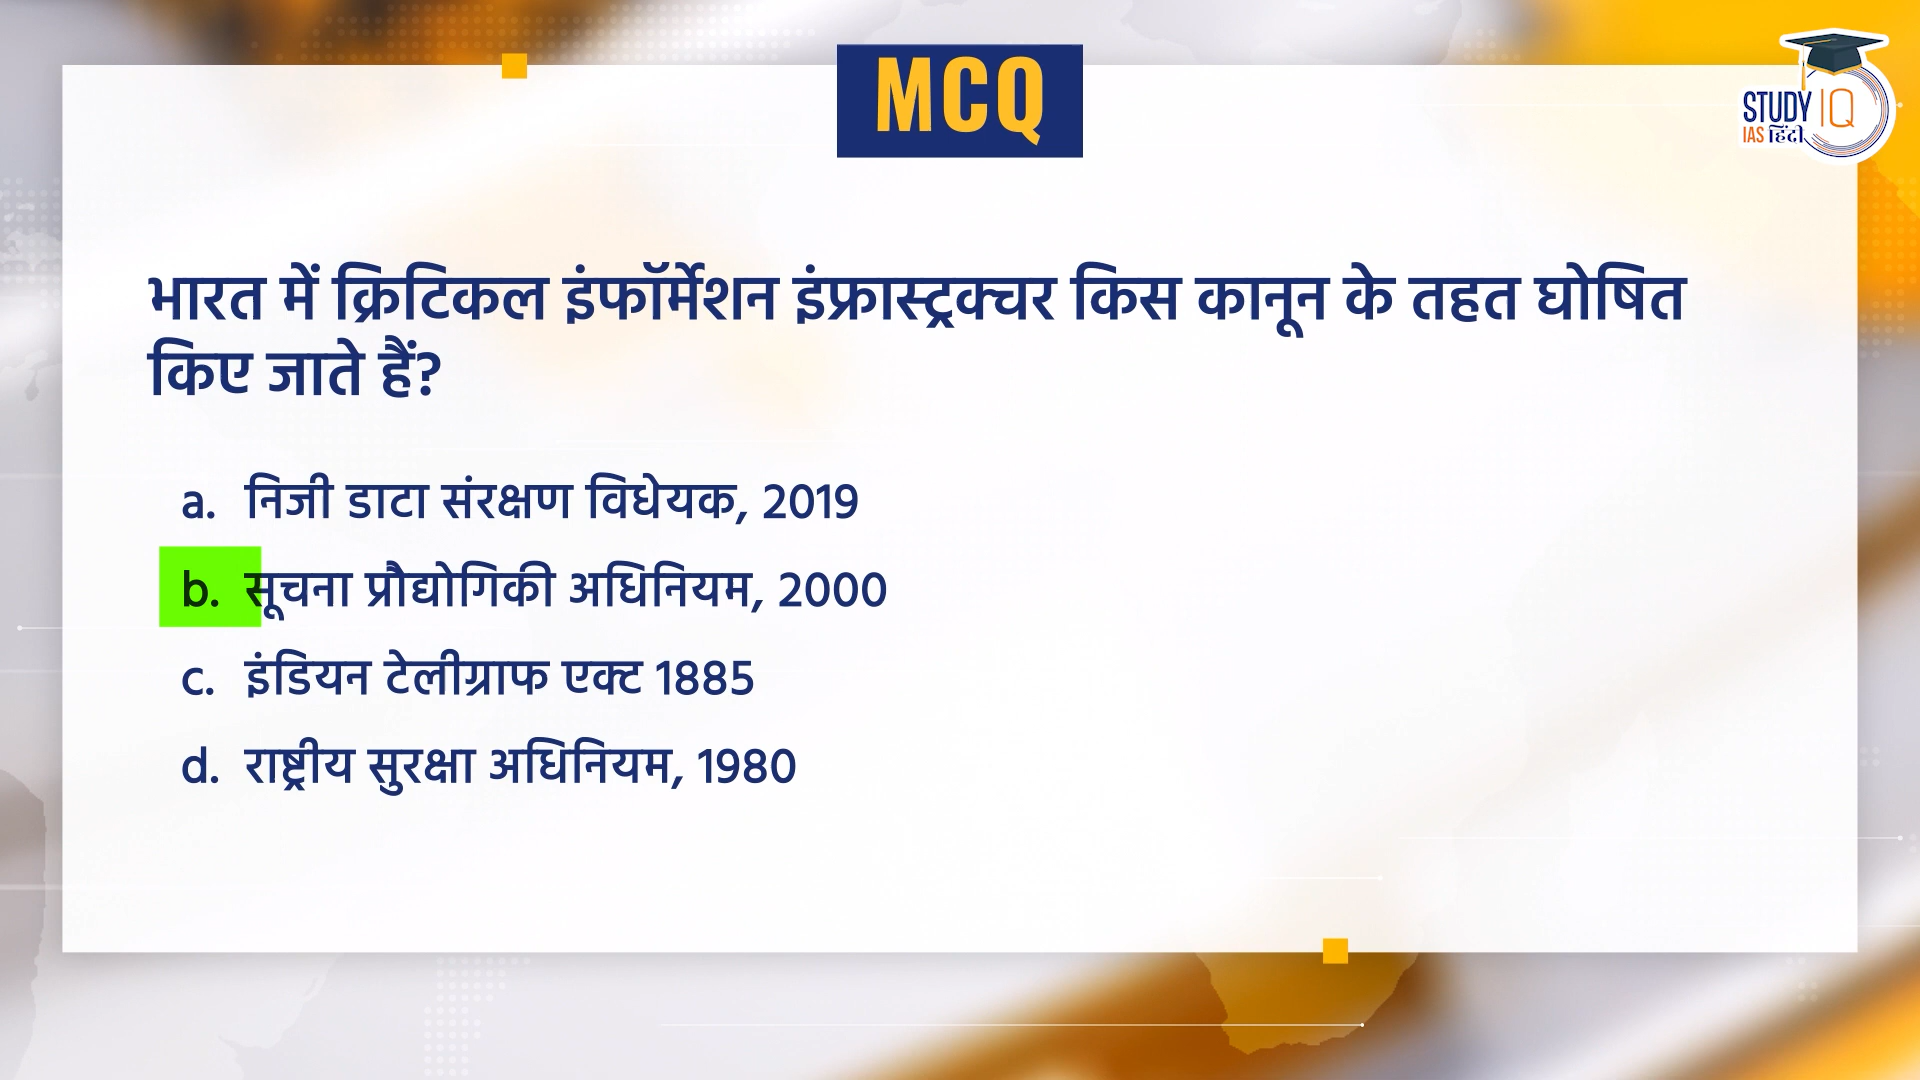 MCQ
STUDY IQ
IAS हिंदी
भारत में क्रिटिकल इंफॉर्मेशन इंफ्रास्ट्रक्चर किस कानून के तहत घोषित
किए जाते हैं?
a. निजी डाटा संरक्षण विधेयक, 2019
b. सूचना प्रौद्योगिकी अधिनियम, 2000
c. इंडियन टेलीग्राफ एक्ट 1885
d. राष्ट्रीय सुरक्षा अधिनियम, 1980